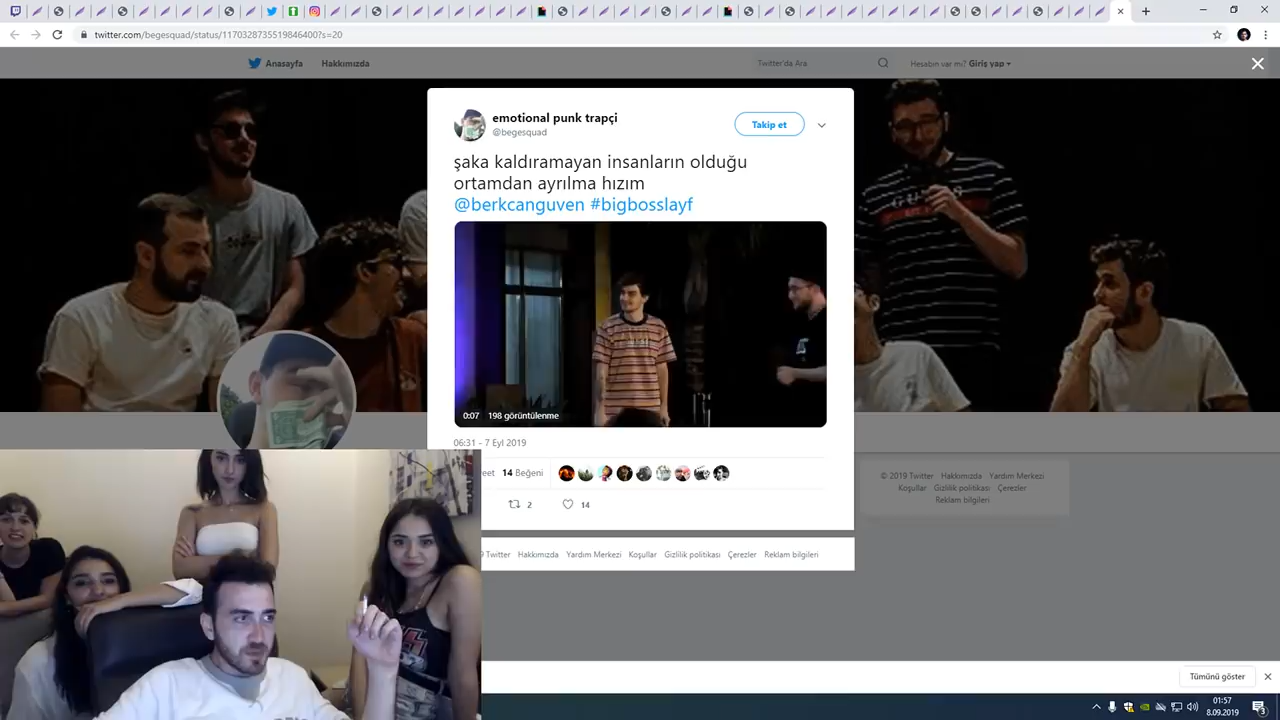 twitter.com/begesquad/status/1170328735519846400?s=20
Anasayfa Hakkımızda Twitter'da Ara Hesabın var mı? Giriş yap
emotional punk trapçi
@begesquad
Takip et
şaka kaldıramayan insanların olduğu
ortamdan ayrılma hızım
@berkcanguven #bigbosslayf
0:07 198 görüntülenme
06:31 - 7 Eyl 2019
14 Beğeni
2 14
Twitter Hakkımızda Yardım Merkezi Koşullar Gizlilik politikası Çerezler Reklam bilgileri
© 2019 Twitter Hakkımızda Yardım Merkezi
Koşullar Gizlilik politikası Çerezler
Reklam bilgileri
Tümünü göster
01:57
8.09.2019
3